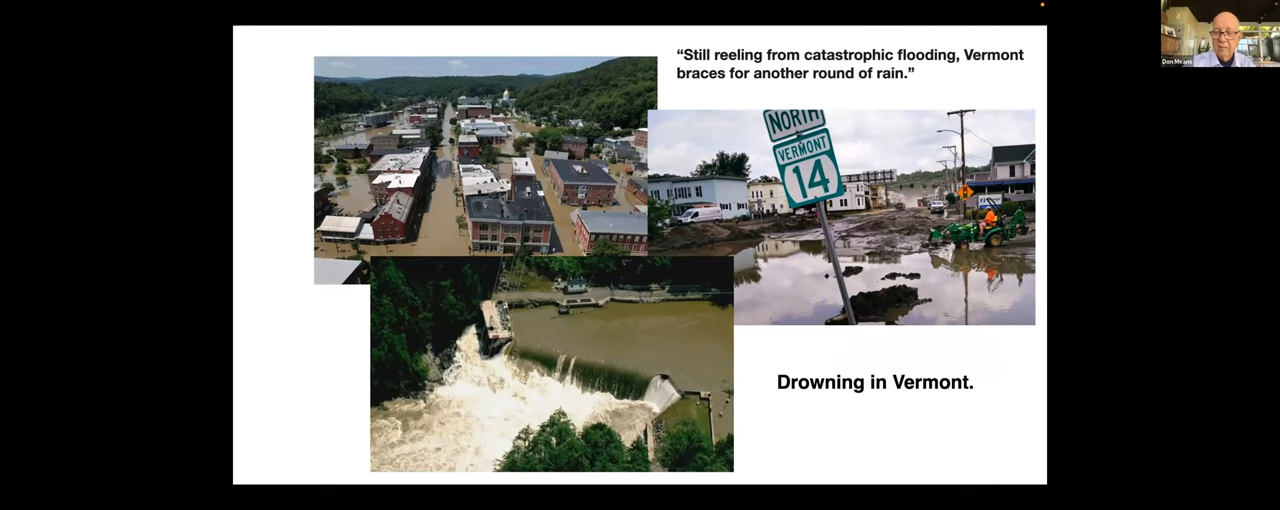 “Still reeling from catastrophic flooding, Vermont
braces for another round of rain.”
NORTH
VERMONT
14
Drowning in Vermont.
Don Means